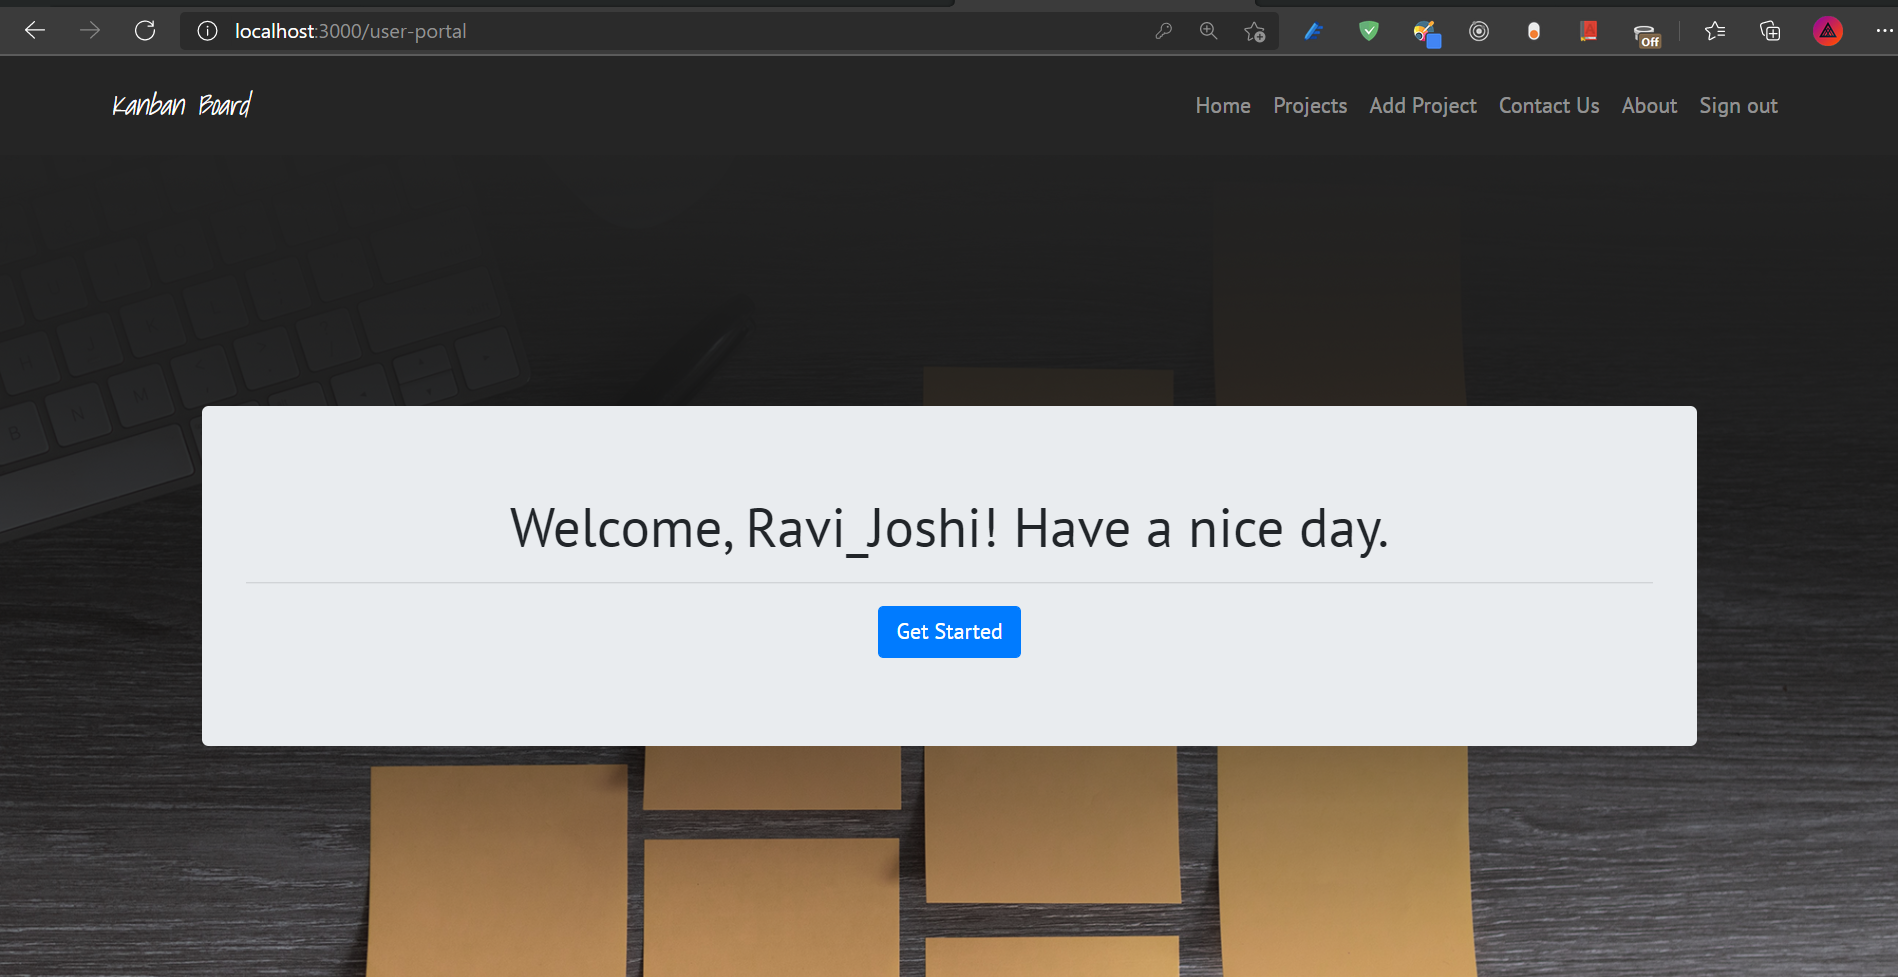 localhost:3000/user-portal
Off
Kanban Board
Home Projects Add Project Contact Us About Sign out
Welcome, Ravi_Joshi! Have a nice day.
Get Started
N
M
B